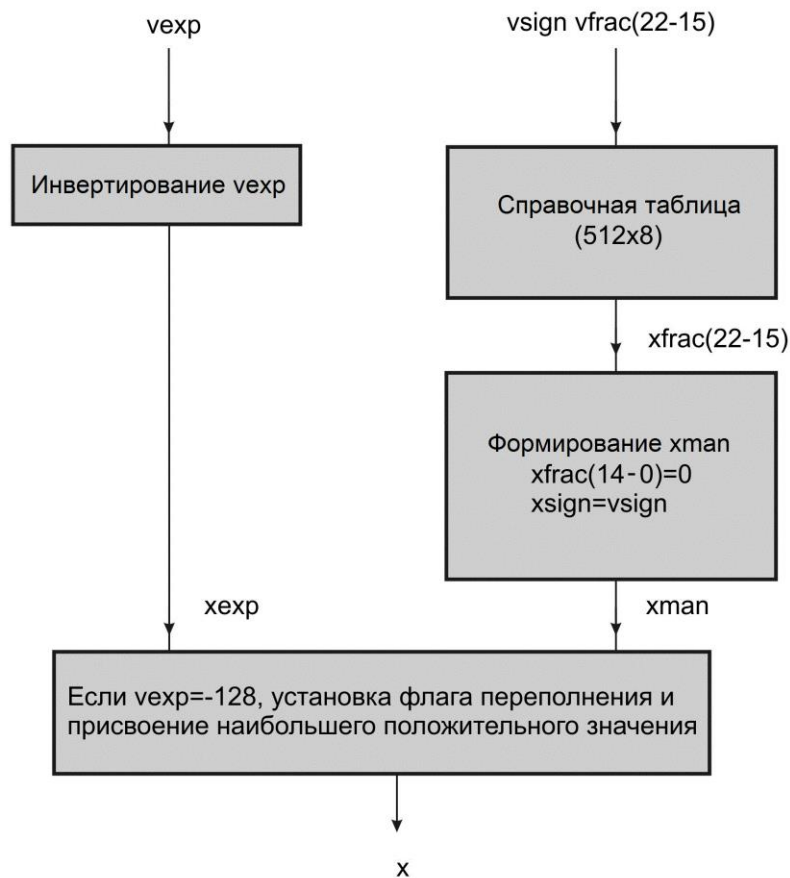 vexp
vsign vfrac(22-15)
Инвертирование vexp
Справочная таблица
(512x8)
xfrac(22-15)
Формирование xman
xfrac(14-0)=0
xsign=vsign
xexp
xman
Если vexp=-128, установка флага переполнения и
присвоение наибольшего положительного значения
x